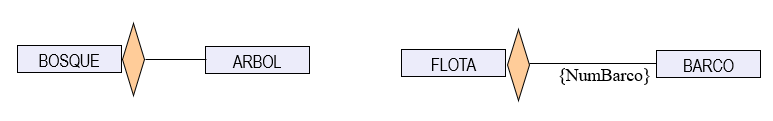 BOSQUE
ARBOL
FLOTA
{NumBarco}
BARCO